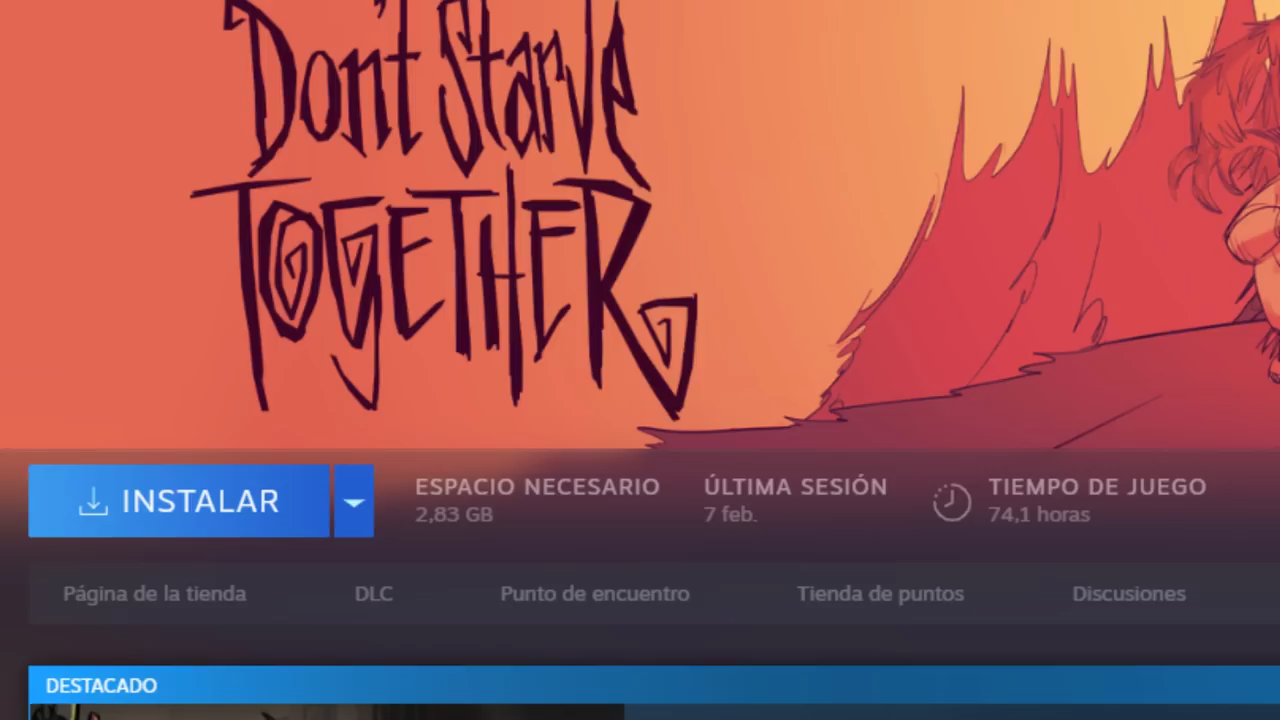 Don't Starve
TOGETHER
INSTALAR
ESPACIO NECESARIO
2,83 GB
ÚLTIMA SESIÓN
7 feb.
TIEMPO DE JUEGO
74,1 horas
Página de la tienda
DLC
Punto de encuentro
Tienda de puntos
Discusiones
DESTACADO